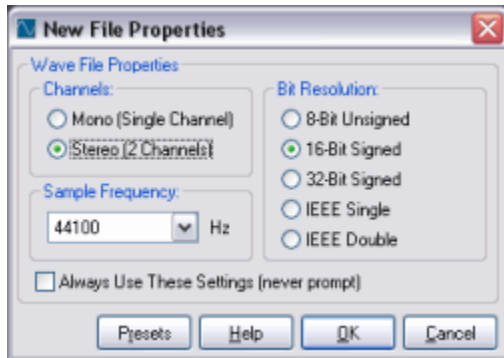 New File Properties
Wave File Properties
Channels:
Mono (Single Channel)
Stereo (2 Channels)
Sample Frequency:
44100 Hz
Bit Resolution:
8-Bit Unsigned
16-Bit Signed
32-Bit Signed
IEEE Single
IEEE Double
Always Use These Settings (never prompt)
Presets Help OK Cancel